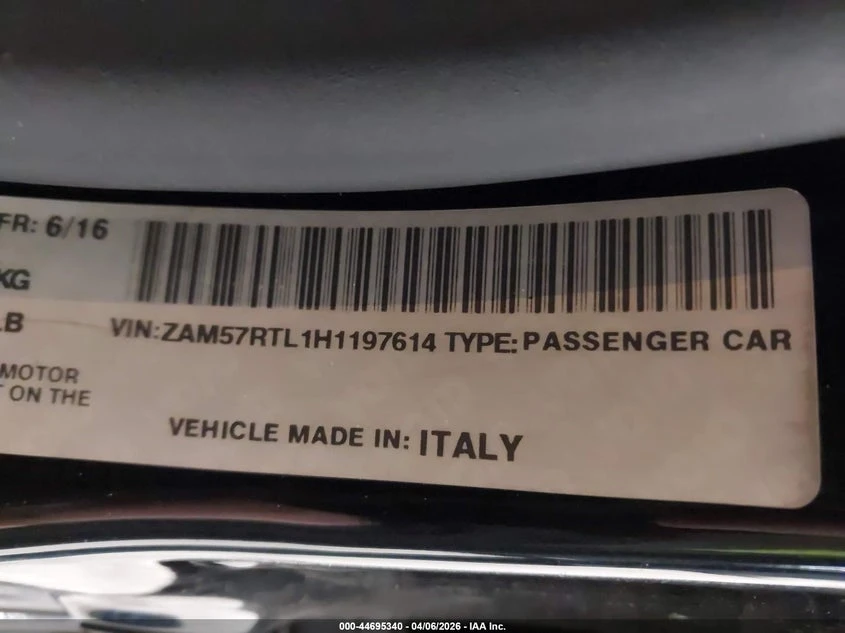 FR: 6/16
KG
LB
VIN:ZAM57RTL1H1197614 TYPE:PASSENGER CAR
MOTOR
ON THE
VEHICLE MADE IN: ITALY
000-44695340 - 04/06/2026 - IAA Inc.